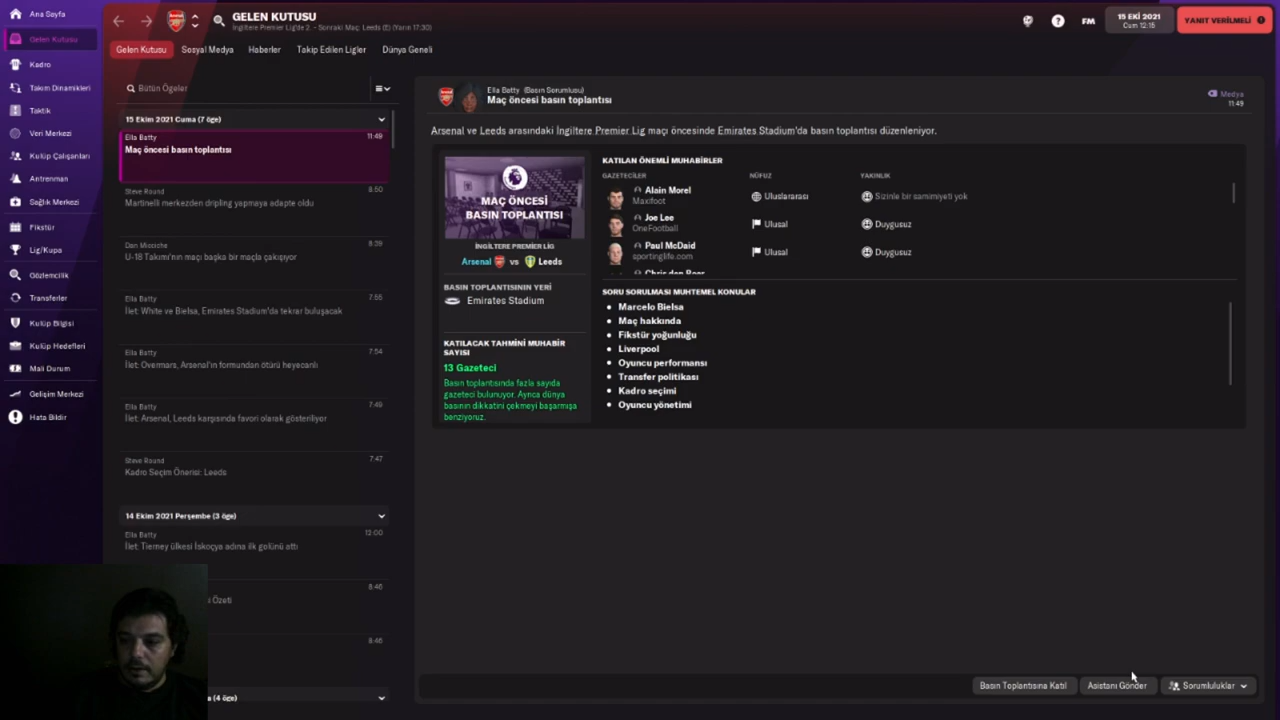 Ana Sayfa
Gelen Kutusu
Kadro
Takım Dinamikleri
Taktik
Veri Merkezi
Kulüp Çalışanları
Antrenman
Sağlık Merkezi
Fikstür
Lig/Kupa
Gözlemcilik
Transferler
Kulüp Bilgisi
Kulüp Hedefleri
Mali Durum
Gelişim Merkezi
Hata Bildir
GELEN KUTUSU
İngiltere Premier Lig'de 2. - Sonraki Maç: Leeds (E) (Yarın 17:30)
FM
15 EKİ 2021
Cum 12:15
YANIT VERİLMELİ
Gelen Kutusu
Sosyal Medya
Haberler
Takip Edilen Ligler
Dünya Geneli
Bütün Ögeler
15 Ekim 2021 Cuma (7 öge)
Ella Batty 11:49
Maç öncesi basın toplantısı
Steve Round 8:50
Martinelli merkezden dripling yapmaya adapte oldu
Dan Micciche 8:39
U-18 Takımı'nın maçı başka bir maçla çakışıyor
Ella Batty 7:55
İlet: White ve Bielsa, Emirates Stadium'da tekrar buluşacak
Ella Batty 7:54
İlet: Overmars, Arsenal'ın formundan ötürü heyecanlı
Ella Batty 7:49
İlet: Arsenal, Leeds karşısında favori olarak gösteriliyor
Steve Round 7:47
Kadro Seçim Önerisi: Leeds
14 Ekim 2021 Perşembe (3 öge)
Ella Batty 12:00
İlet: Tierney ülkesi İskoçya adına ilk golünü attı
8:46
si Özeti
8:46
a (4 öge)
Ella Batty (Basın Sorumlusu)
Maç öncesi basın toplantısı
Medya
11:49
Arsenal ve Leeds arasındaki İngiltere Premier Lig maçı öncesinde Emirates Stadium'da basın toplantısı düzenleniyor.
MAÇ ÖNCESİ
BASIN TOPLANTISI
İNGİLTERE PREMIER LİG
Arsenal vs Leeds
BASIN TOPLANTISININ YERİ
Emirates Stadium
KATILACAK TAHMİNİ MUHABİR
SAYISI
13 Gazeteci
Basın toplantısında fazla sayıda
gazeteci bulunuyor. Ayrıca dünya
basının dikkatini çekmeyi başarmışa
benziyoruz.
KATILAN ÖNEMLİ MUHABİRLER
GAZETECİLER NÜFUZ YAKINLIK
Alain Morel
Maxifoot
Uluslararası
Sizinle bir samimiyeti yok
Joe Lee
OneFootball
Ulusal
Duygusuz
Paul McDaid
sportinglife.com
Ulusal
Duygusuz
SORU SORULMASI MUHTEMEL KONULAR
• Marcelo Bielsa
• Maç hakkında
• Fikstür yoğunluğu
• Liverpool
• Oyuncu performansı
• Transfer politikası
• Kadro seçimi
• Oyuncu yönetimi
Basın Toplantısına Katıl
Asistanı Gönder
Sorumluluklar